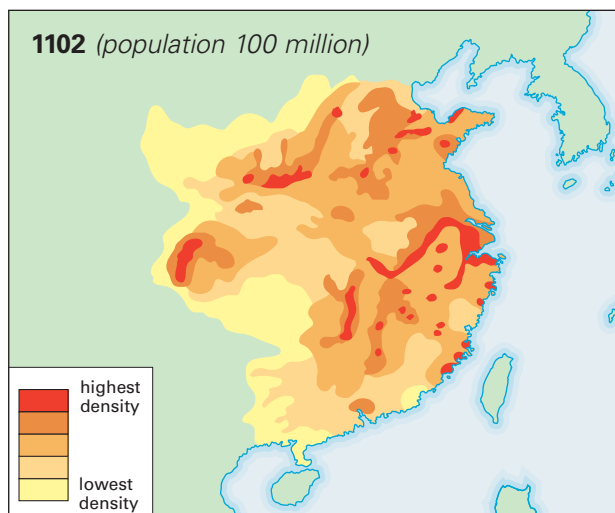 1102 (population 100 million)
highest
density
lowest
density